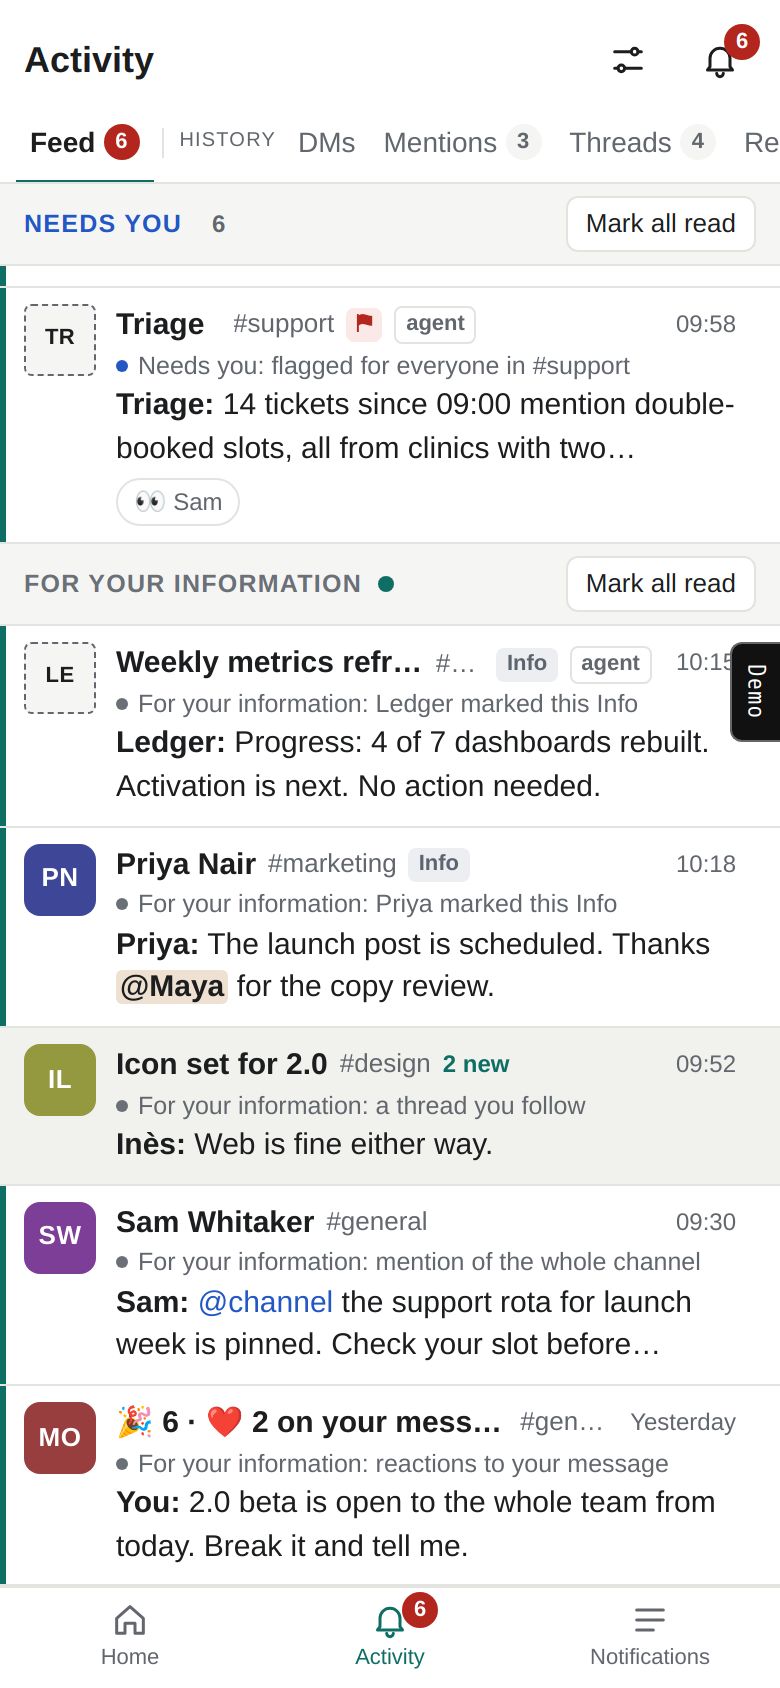 Activity
6
Feed 6 HISTORY DMs Mentions 3 Threads 4 Re
NEEDS YOU 6 Mark all read
TR Triage #support agent 09:58
Needs you: flagged for everyone in #support
Triage: 14 tickets since 09:00 mention double-
booked slots, all from clinics with two…
👀 Sam
FOR YOUR INFORMATION Mark all read
LE Weekly metrics refr… #… Info agent 10:15
For your information: Ledger marked this Info
Demo
Ledger: Progress: 4 of 7 dashboards rebuilt.
Activation is next. No action needed.
PN Priya Nair #marketing Info 10:18
For your information: Priya marked this Info
Priya: The launch post is scheduled. Thanks
@Maya for the copy review.
IL Icon set for 2.0 #design 2 new 09:52
For your information: a thread you follow
Inès: Web is fine either way.
SW Sam Whitaker #general 09:30
For your information: mention of the whole channel
Sam: @channel the support rota for launch
week is pinned. Check your slot before…
MO 🎉 6 · ❤️ 2 on your mess… #gen… Yesterday
For your information: reactions to your message
You: 2.0 beta is open to the whole team from
today. Break it and tell me.
6
Home Activity Notifications